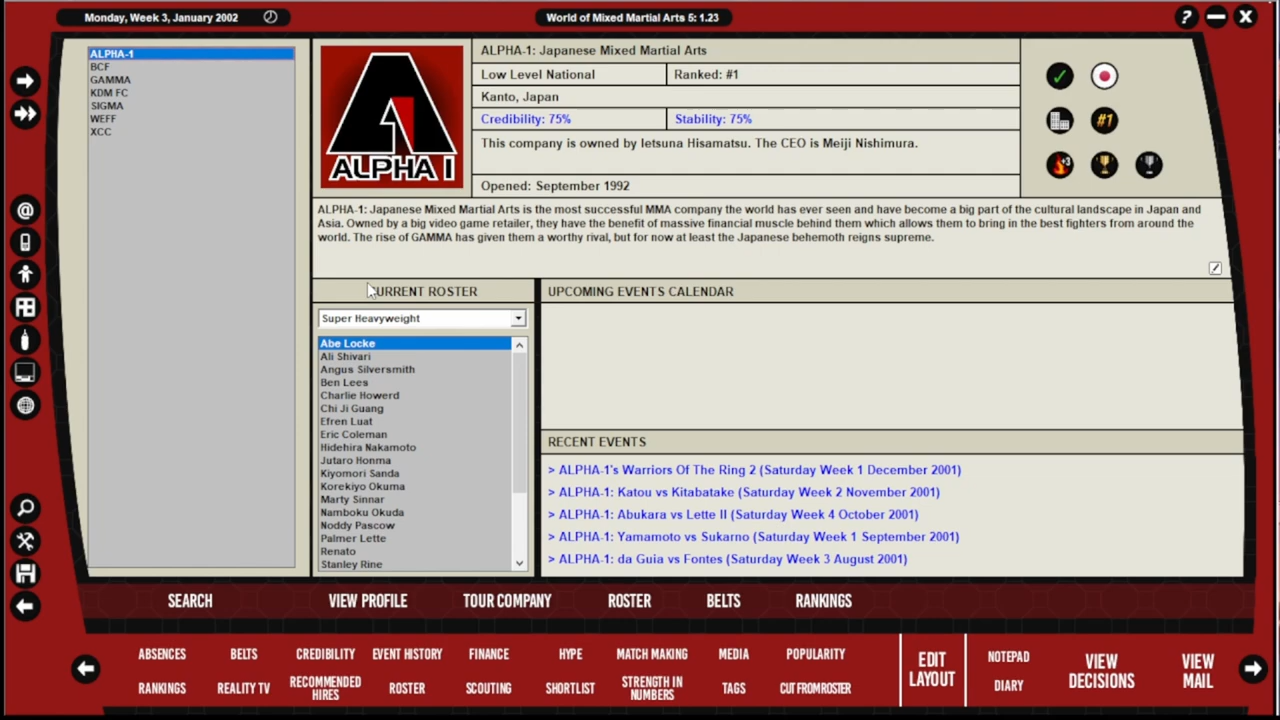 Monday, Week 3, January 2002
World of Mixed Martial Arts 5: 1.23
?
ALPHA-1
BCF
GAMMA
KDM FC
SIGMA
WEFF
XCC
ALPHA I
ALPHA-1: Japanese Mixed Martial Arts
Low Level National
Ranked: #1
Kanto, Japan
Credibility: 75%
Stability: 75%
This company is owned by Ietsuna Hisamatsu. The CEO is Meiji Nishimura.
Opened: September 1992
#1
+3
ALPHA-1: Japanese Mixed Martial Arts is the most successful MMA company the world has ever seen and have become a big part of the cultural landscape in Japan and
Asia. Owned by a big video game retailer, they have the benefit of massive financial muscle behind them which allows them to bring in the best fighters from around the
world. The rise of GAMMA has given them a worthy rival, but for now at least the Japanese behemoth reigns supreme.
CURRENT ROSTER
Super Heavyweight
Abe Locke
Ali Shivari
Angus Silversmith
Ben Lees
Charlie Howerd
Chi Ji Guang
Efren Luat
Eric Coleman
Hidehira Nakamoto
Jutaro Honma
Kiyomori Sanda
Korekiyo Okuma
Marty Sinnar
Namboku Okuda
Noddy Pascow
Palmer Lette
Renato
Stanley Rine
UPCOMING EVENTS CALENDAR
RECENT EVENTS
> ALPHA-1's Warriors Of The Ring 2 (Saturday Week 1 December 2001)
> ALPHA-1: Katou vs Kitabatake (Saturday Week 2 November 2001)
> ALPHA-1: Abukara vs Lette II (Saturday Week 4 October 2001)
> ALPHA-1: Yamamoto vs Sukarno (Saturday Week 1 September 2001)
> ALPHA-1: da Guia vs Fontes (Saturday Week 3 August 2001)
SEARCH
VIEW PROFILE
TOUR COMPANY
ROSTER
BELTS
RANKINGS
ABSENCES
BELTS
CREDIBILITY
EVENT HISTORY
FINANCE
HYPE
MATCH MAKING
MEDIA
POPULARITY
RANKINGS
REALITY TV
RECOMMENDED
HIRES
ROSTER
SCOUTING
SHORTLIST
STRENGTH IN
NUMBERS
TAGS
CUT FROM ROSTER
EDIT
LAYOUT
NOTEPAD
DIARY
VIEW
DECISIONS
VIEW
MAIL